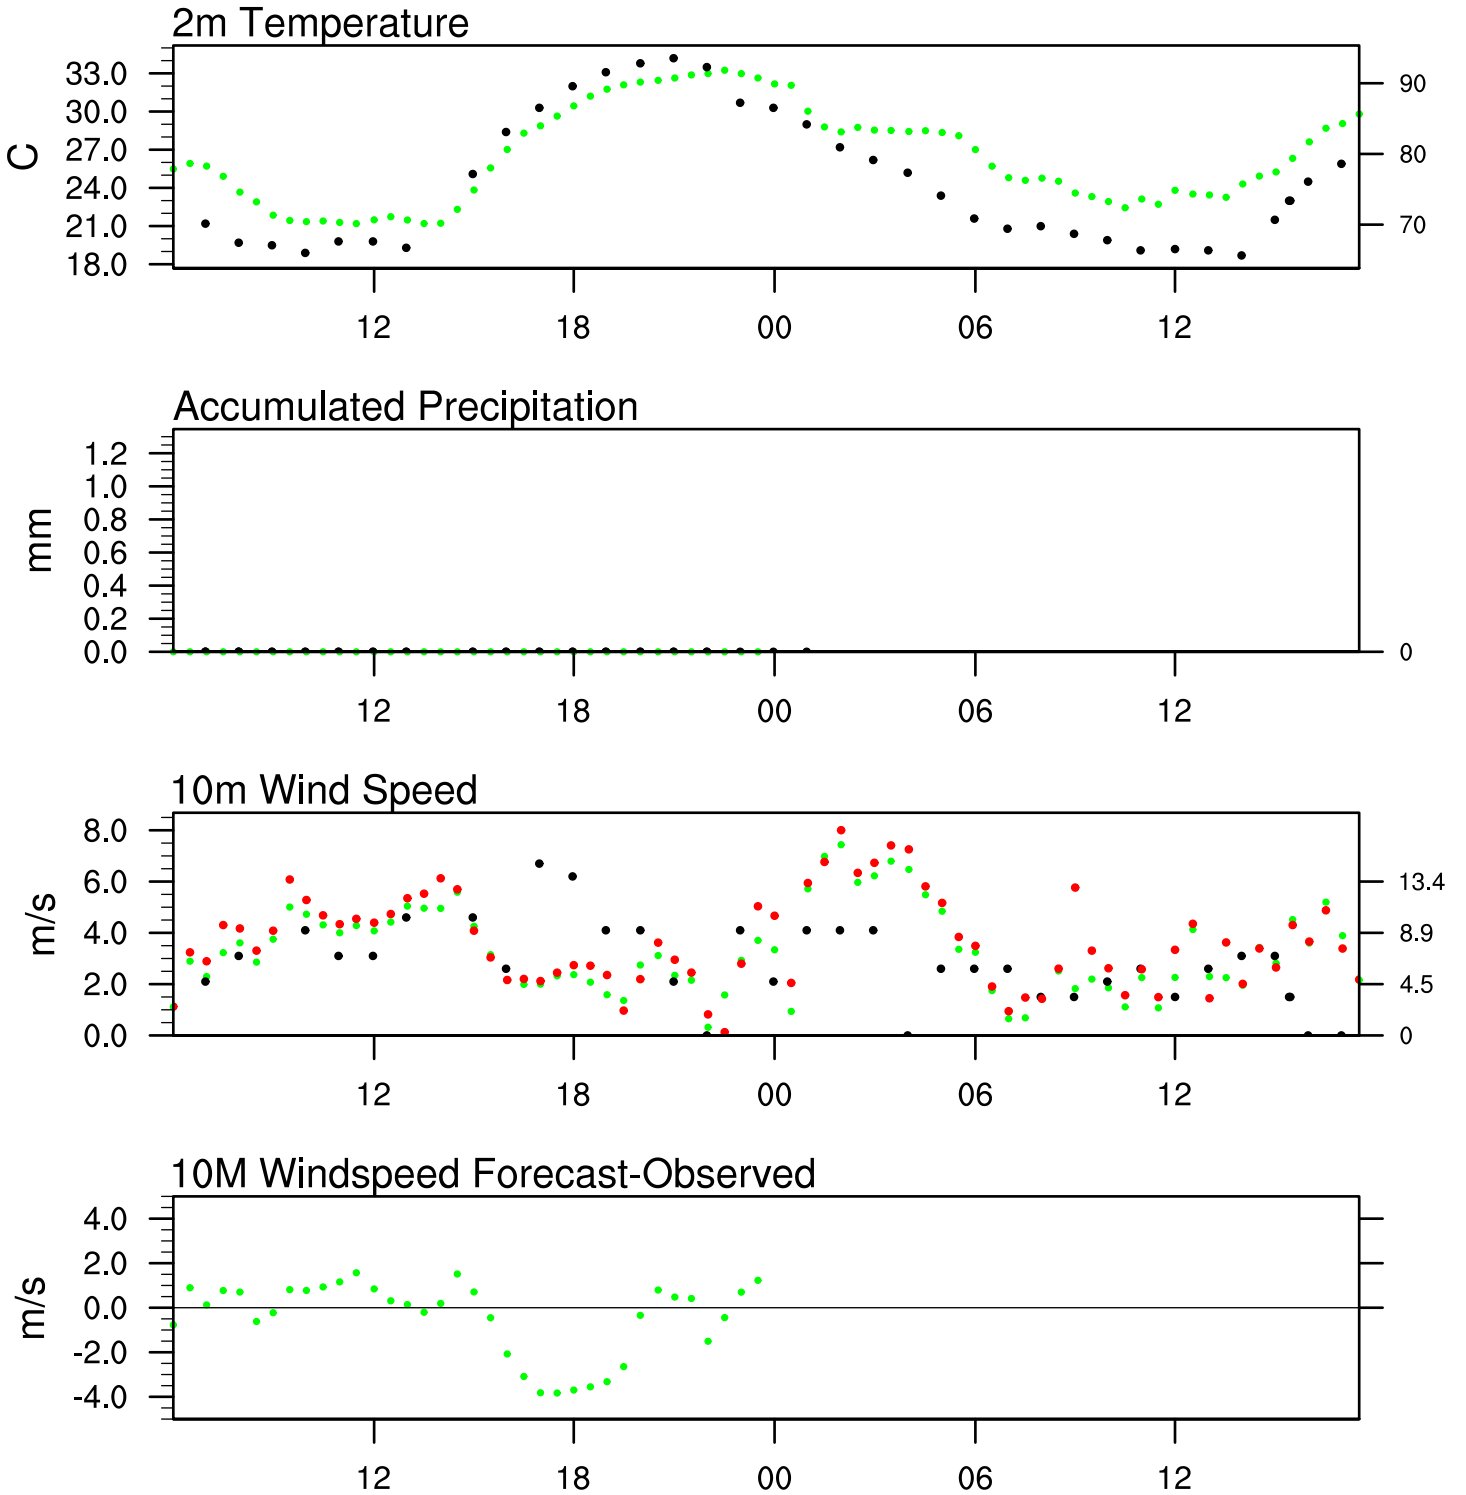 2m Temperature
C
33.0
30.0
27.0
24.0
21.0
18.0
90
80
70
12 18 00 06 12
Accumulated Precipitation
mm
1.2
1.0
0.8
0.6
0.4
0.2
0.0
0
12 18 00 06 12
10m Wind Speed
m/s
8.0
6.0
4.0
2.0
0.0
13.4
8.9
4.5
0
12 18 00 06 12
10M Windspeed Forecast-Observed
m/s
4.0
2.0
0.0
-2.0
-4.0
12 18 00 06 12